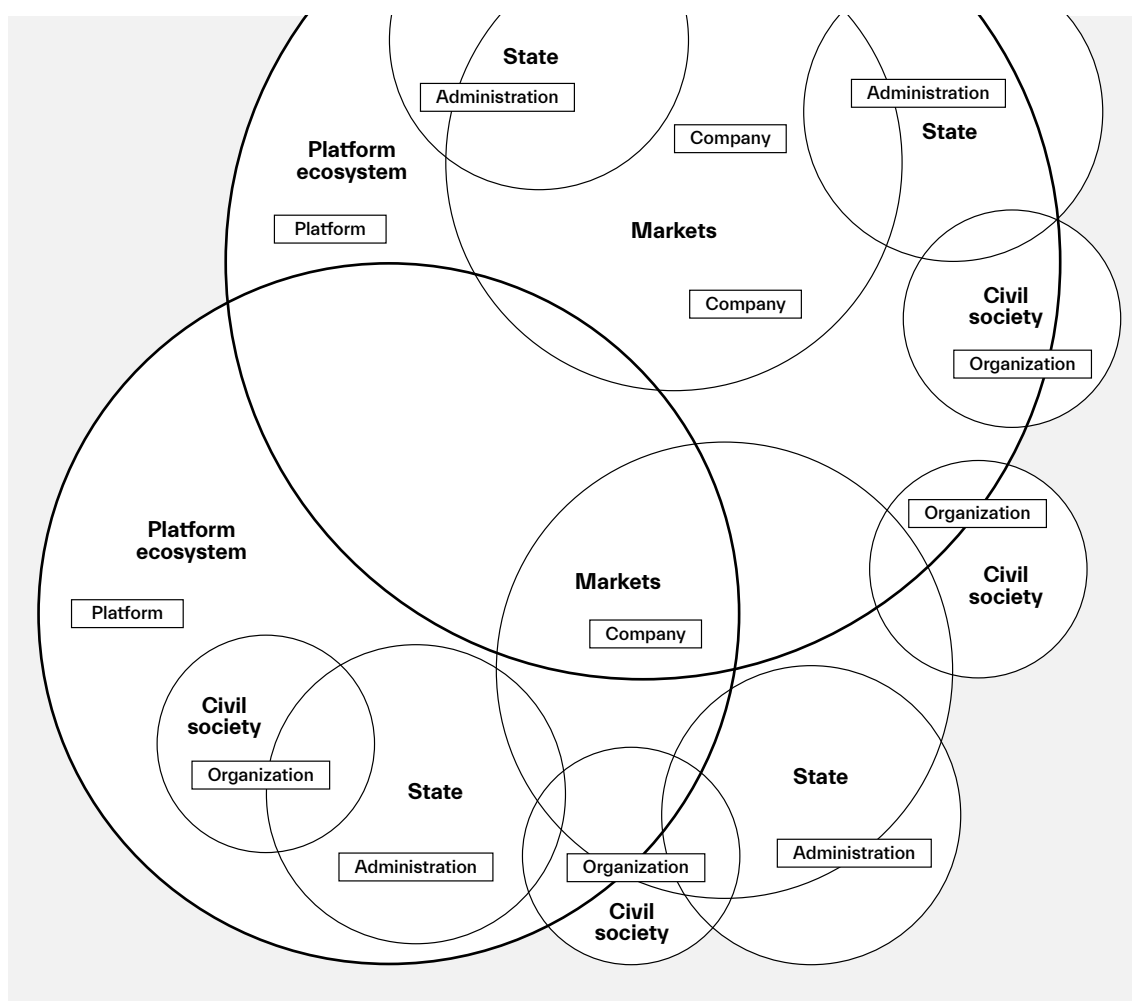 State
Administration
Administration
State
Company
Platform
ecosystem
Platform
Markets
Company
Civil
society
Organization
Organization
Civil
society
Platform
ecosystem
Platform
Markets
Company
Civil
society
Organization
State
Administration
State
Administration
Organization
Civil
society